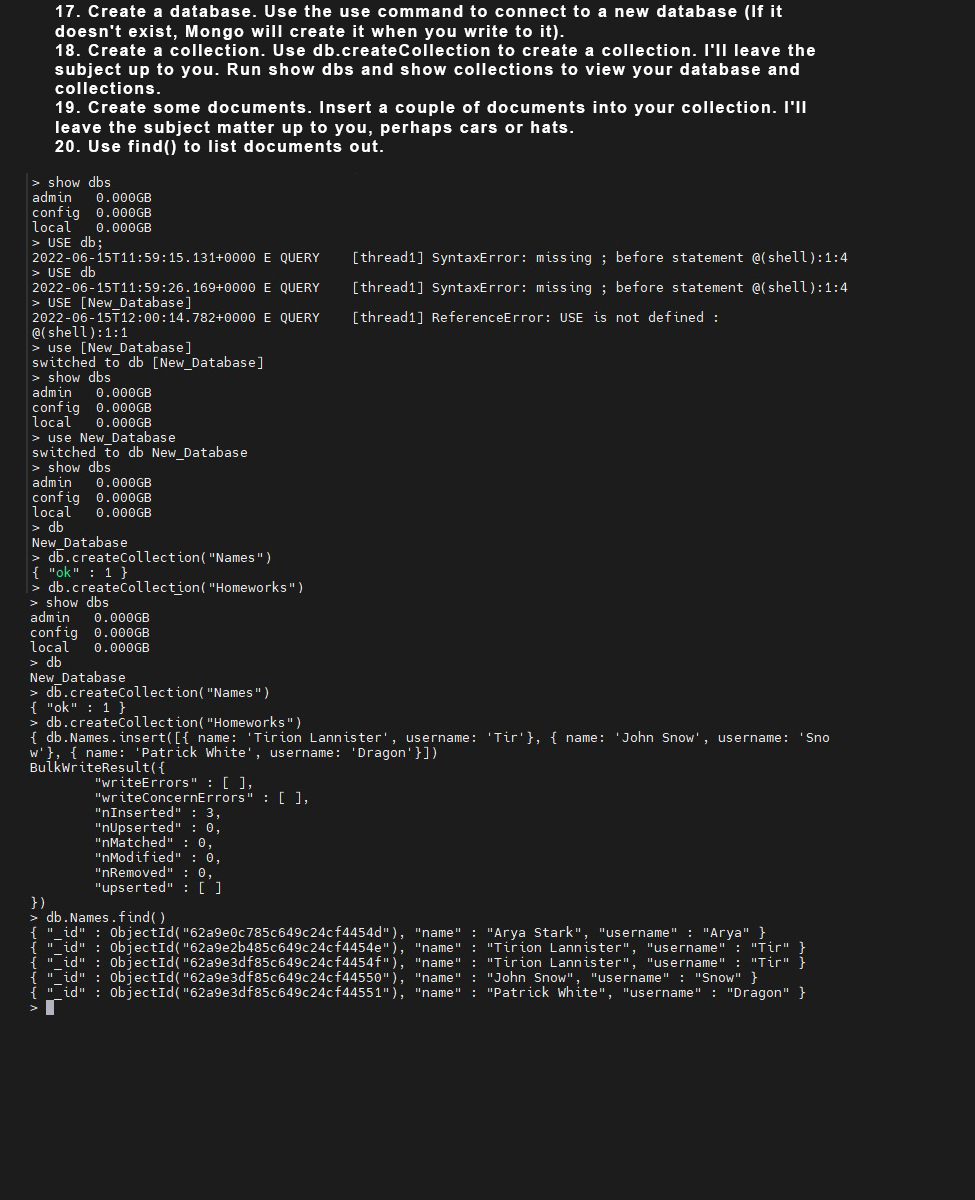 17. Create a database. Use the use command to connect to a new database (If it
doesn't exist, Mongo will create it when you write to it).
18. Create a collection. Use db.createCollection to create a collection. I'll leave the
subject up to you. Run show dbs and show collections to view your database and
collections.
19. Create some documents. Insert a couple of documents into your collection. I'll
leave the subject matter up to you, perhaps cars or hats.
20. Use find() to list documents out.
> show dbs
admin   0.000GB
config  0.000GB
local   0.000GB
> USE db;
2022-06-15T11:59:15.131+0000 E QUERY    [thread1] SyntaxError: missing ; before statement @(shell):1:4
> USE db
2022-06-15T11:59:26.169+0000 E QUERY    [thread1] SyntaxError: missing ; before statement @(shell):1:4
> USE [New_Database]
2022-06-15T12:00:14.782+0000 E QUERY    [thread1] ReferenceError: USE is not defined :
@(shell):1:1
> use [New_Database]
switched to db [New_Database]
> show dbs
admin   0.000GB
config  0.000GB
local   0.000GB
> use New_Database
switched to db New_Database
> show dbs
admin   0.000GB
config  0.000GB
local   0.000GB
> db
New_Database
> db.createCollection("Names")
{ "ok" : 1 }
> db.createCollection("Homeworks")
> show dbs
admin   0.000GB
config  0.000GB
local   0.000GB
> db
New_Database
> db.createCollection("Names")
{ "ok" : 1 }
> db.createCollection("Homeworks")
{ db.Names.insert([{ name: 'Tirion Lannister', username: 'Tir'}, { name: 'John Snow', username: 'Sno
w'}, { name: 'Patrick White', username: 'Dragon'}])
BulkWriteResult({
        "writeErrors" : [ ],
        "writeConcernErrors" : [ ],
        "nInserted" : 3,
        "nUpserted" : 0,
        "nMatched" : 0,
        "nModified" : 0,
        "nRemoved" : 0,
        "upserted" : [ ]
})
> db.Names.find()
{ "_id" : ObjectId("62a9e0c785c649c24cf4454d"), "name" : "Arya Stark", "username" : "Arya" }
{ "_id" : ObjectId("62a9e2b485c649c24cf4454e"), "name" : "Tirion Lannister", "username" : "Tir" }
{ "_id" : ObjectId("62a9e3df85c649c24cf4454f"), "name" : "Tirion Lannister", "username" : "Tir" }
{ "_id" : ObjectId("62a9e3df85c649c24cf44550"), "name" : "John Snow", "username" : "Snow" }
{ "_id" : ObjectId("62a9e3df85c649c24cf44551"), "name" : "Patrick White", "username" : "Dragon" }
>